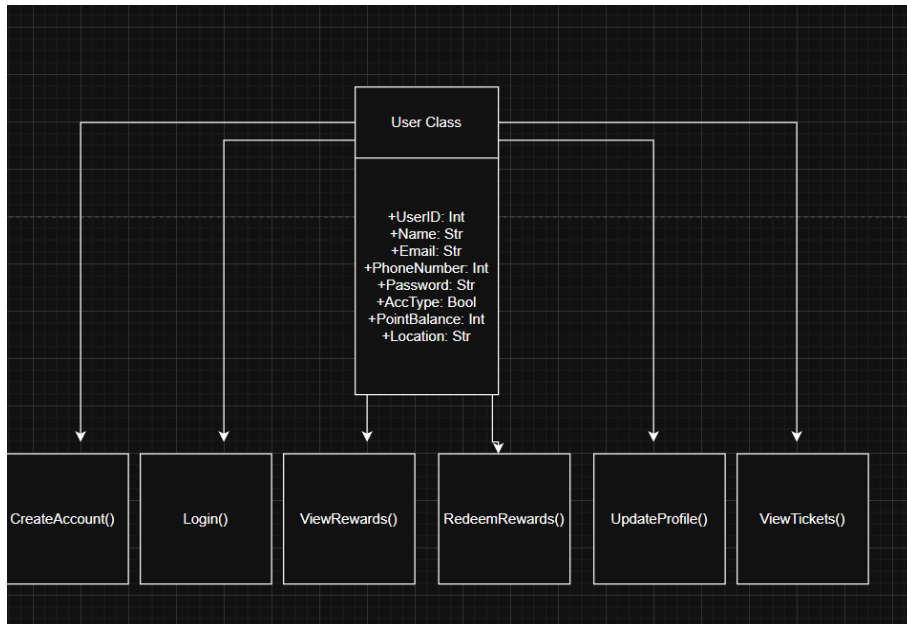 User Class
+UserID: Int
+Name: Str
+Email: Str
+PhoneNumber: Int
+Password: Str
+AccType: Bool
+PointBalance: Int
+Location: Str
CreateAccount()
Login()
ViewRewards()
RedeemRewards()
UpdateProfile()
ViewTickets()